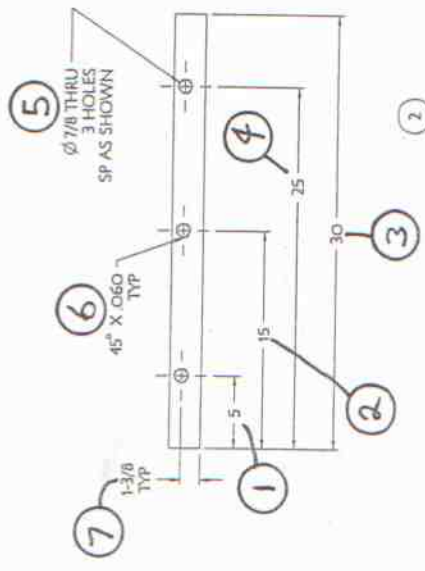 5
Ø 7/8 THRU
3 HOLES
SP AS SHOWN
6
45° X .060
TYP
7
1-3/8
TYP
4
5
15
25
30
1
2
3
2